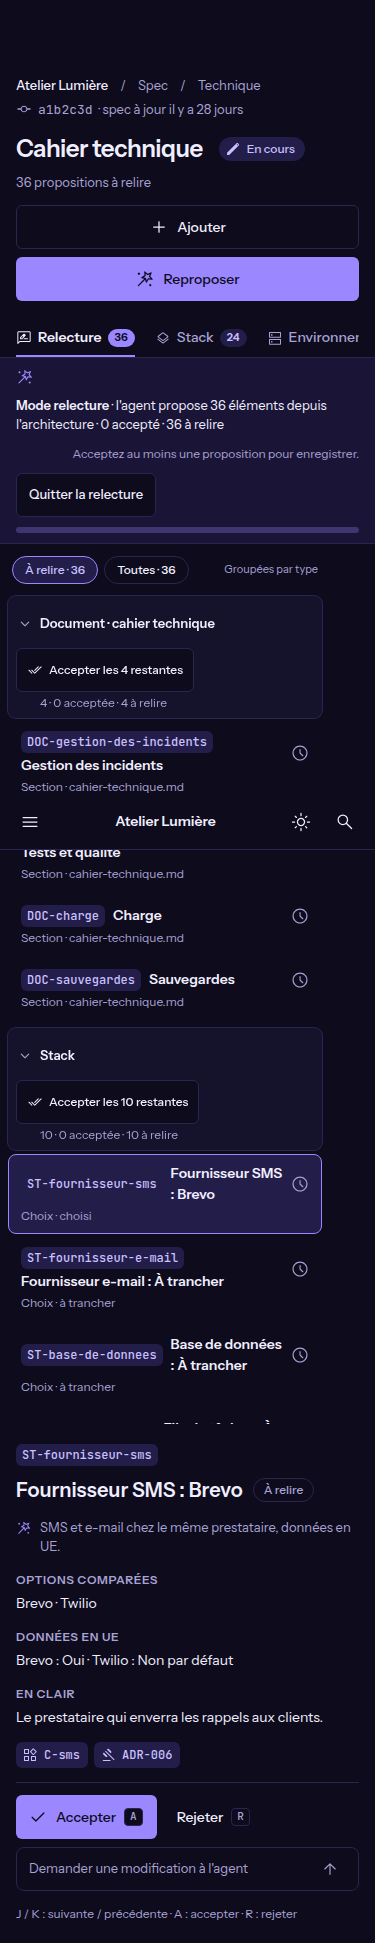 Atelier Lumière / Spec / Technique
a1b2c3d · spec à jour il y a 28 jours
Cahier technique En cours
36 propositions à relire
Ajouter
Reproposer
Relecture 36 Stack 24 Environner
Mode relecture · l'agent propose 36 éléments depuis
l'architecture · 0 accepté · 36 à relire
Acceptez au moins une proposition pour enregistrer.
Quitter la relecture
À relire · 36 Toutes · 36 Groupées par type
Document · cahier technique
Accepter les 4 restantes
4 · 0 acceptée · 4 à relire
DOC-gestion-des-incidents
Gestion des incidents
Section · cahier-technique.md
Atelier Lumière
Tests et qualité
Section · cahier-technique.md
DOC-charge Charge
Section · cahier-technique.md
DOC-sauvegardes Sauvegardes
Section · cahier-technique.md
Stack
Accepter les 10 restantes
10 · 0 acceptée · 10 à relire
ST-fournisseur-sms Fournisseur SMS
: Brevo
Choix · choisi
ST-fournisseur-e-mail
Fournisseur e-mail : À trancher
Choix · à trancher
ST-base-de-donnees Base de données
: À trancher
Choix · à trancher
ST-fournisseur-sms
Fournisseur SMS : Brevo À relire
SMS et e-mail chez le même prestataire, données en
UE.
OPTIONS COMPARÉES
Brevo · Twilio
DONNÉES EN UE
Brevo : Oui · Twilio : Non par défaut
EN CLAIR
Le prestataire qui enverra les rappels aux clients.
C-sms ADR-006
Accepter A Rejeter R
Demander une modification à l'agent
J / K : suivante / précédente · A : accepter · R : rejeter